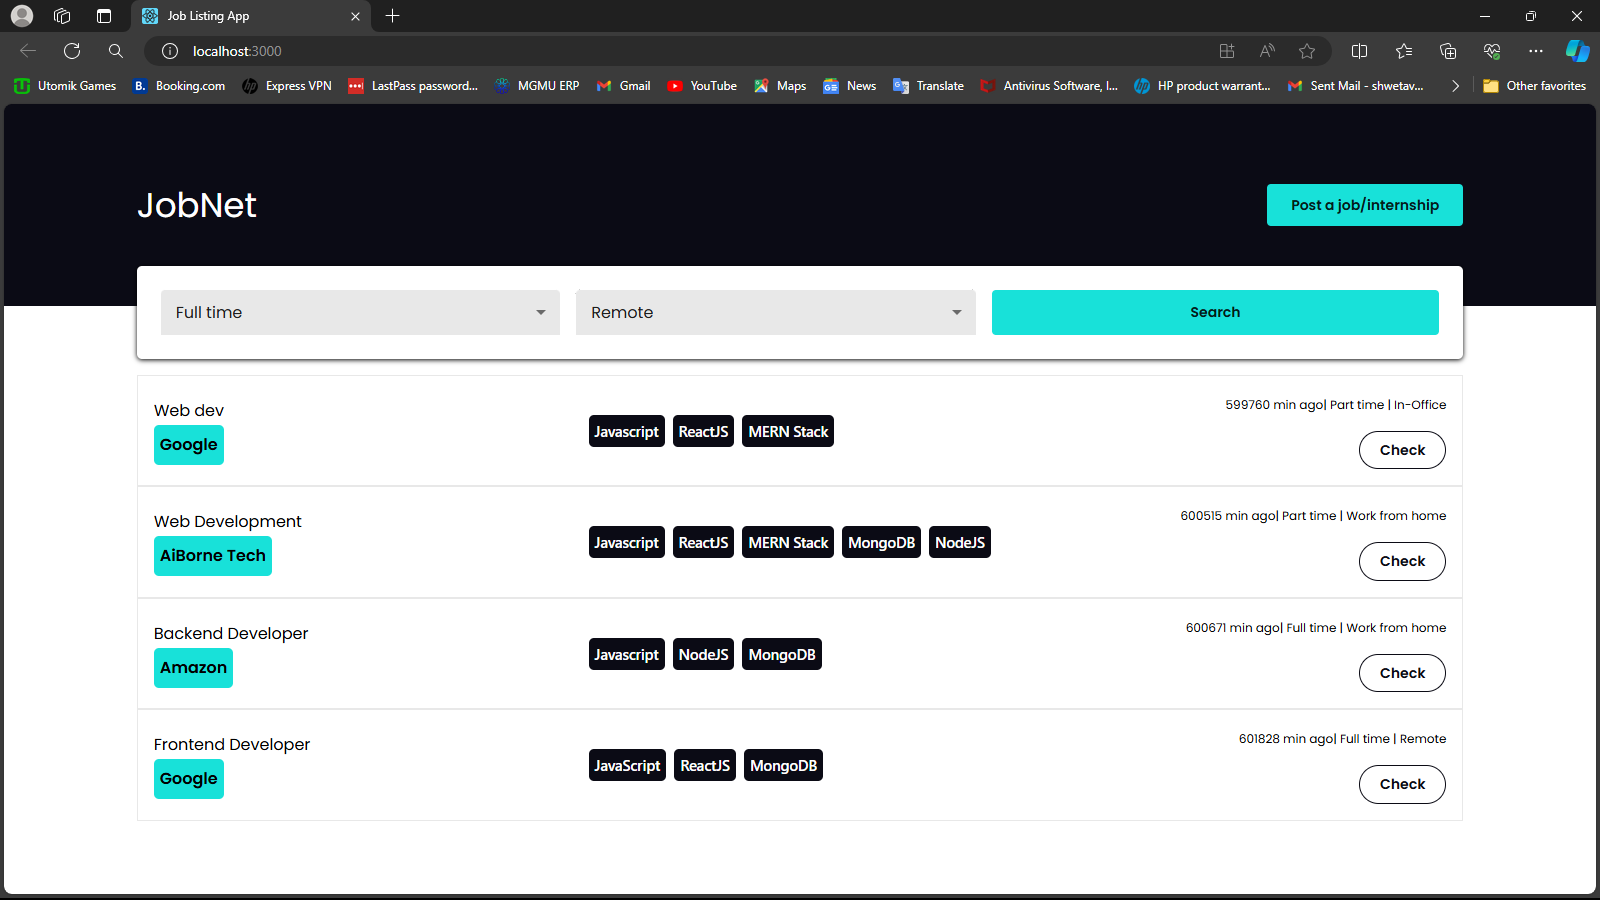 Job Listing App
localhost:3000
Utomik Games
B. Booking.com
Express VPN
LastPass password...
MGMU ERP
Gmail
YouTube
Maps
News
Translate
Antivirus Software, I...
HP product warrant...
Sent Mail - shwetav...
Other favorites
JobNet
Post a job/internship
Full time
Remote
Search
Web dev
Google
Javascript ReactJS MERN Stack
599760 min ago| Part time | In-Office
Check
Web Development
AiBorne Tech
Javascript ReactJS MERN Stack MongoDB NodeJS
600515 min ago| Part time | Work from home
Check
Backend Developer
Amazon
Javascript NodeJS MongoDB
600671 min ago| Full time | Work from home
Check
Frontend Developer
Google
JavaScript ReactJS MongoDB
601828 min ago| Full time | Remote
Check